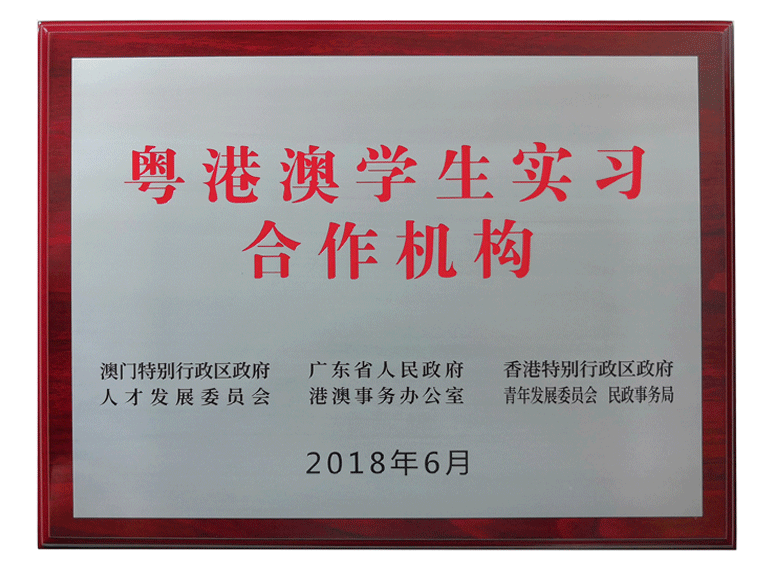 粤港澳学生实习
合作机构
澳门特别行政区政府
人才发展委员会
广东省人民政府
港澳事务办公室
香港特别行政区政府
青年发展委员会 民政事务局
2018年6月